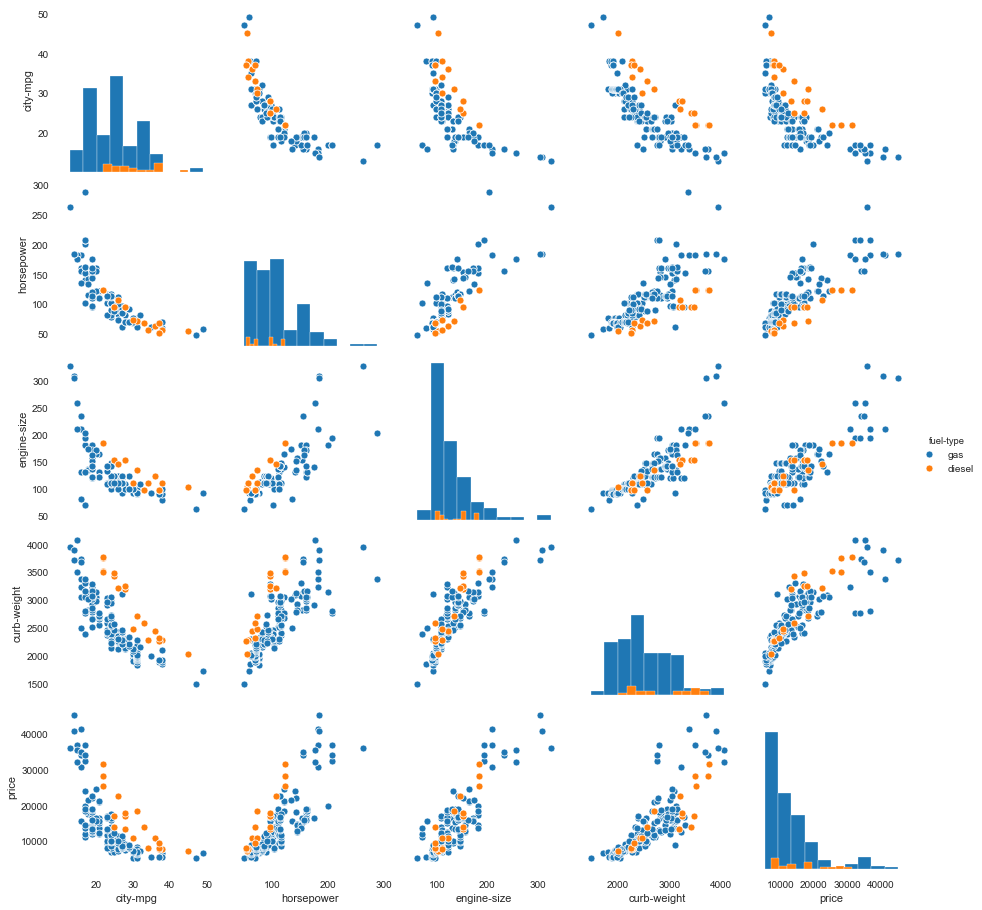 50
40
30
20
city-mpg
300
250
200
150
100
50
horsepower
300
250
200
150
100
50
engine-size
fuel-type
gas
diesel
4000
3500
3000
2500
2000
1500
curb-weight
40000
30000
20000
10000
price
20 30 40 50
city-mpg
100 200 300
horsepower
100 200 300
engine-size
2000 3000 4000
curb-weight
10000 20000 30000 40000
price